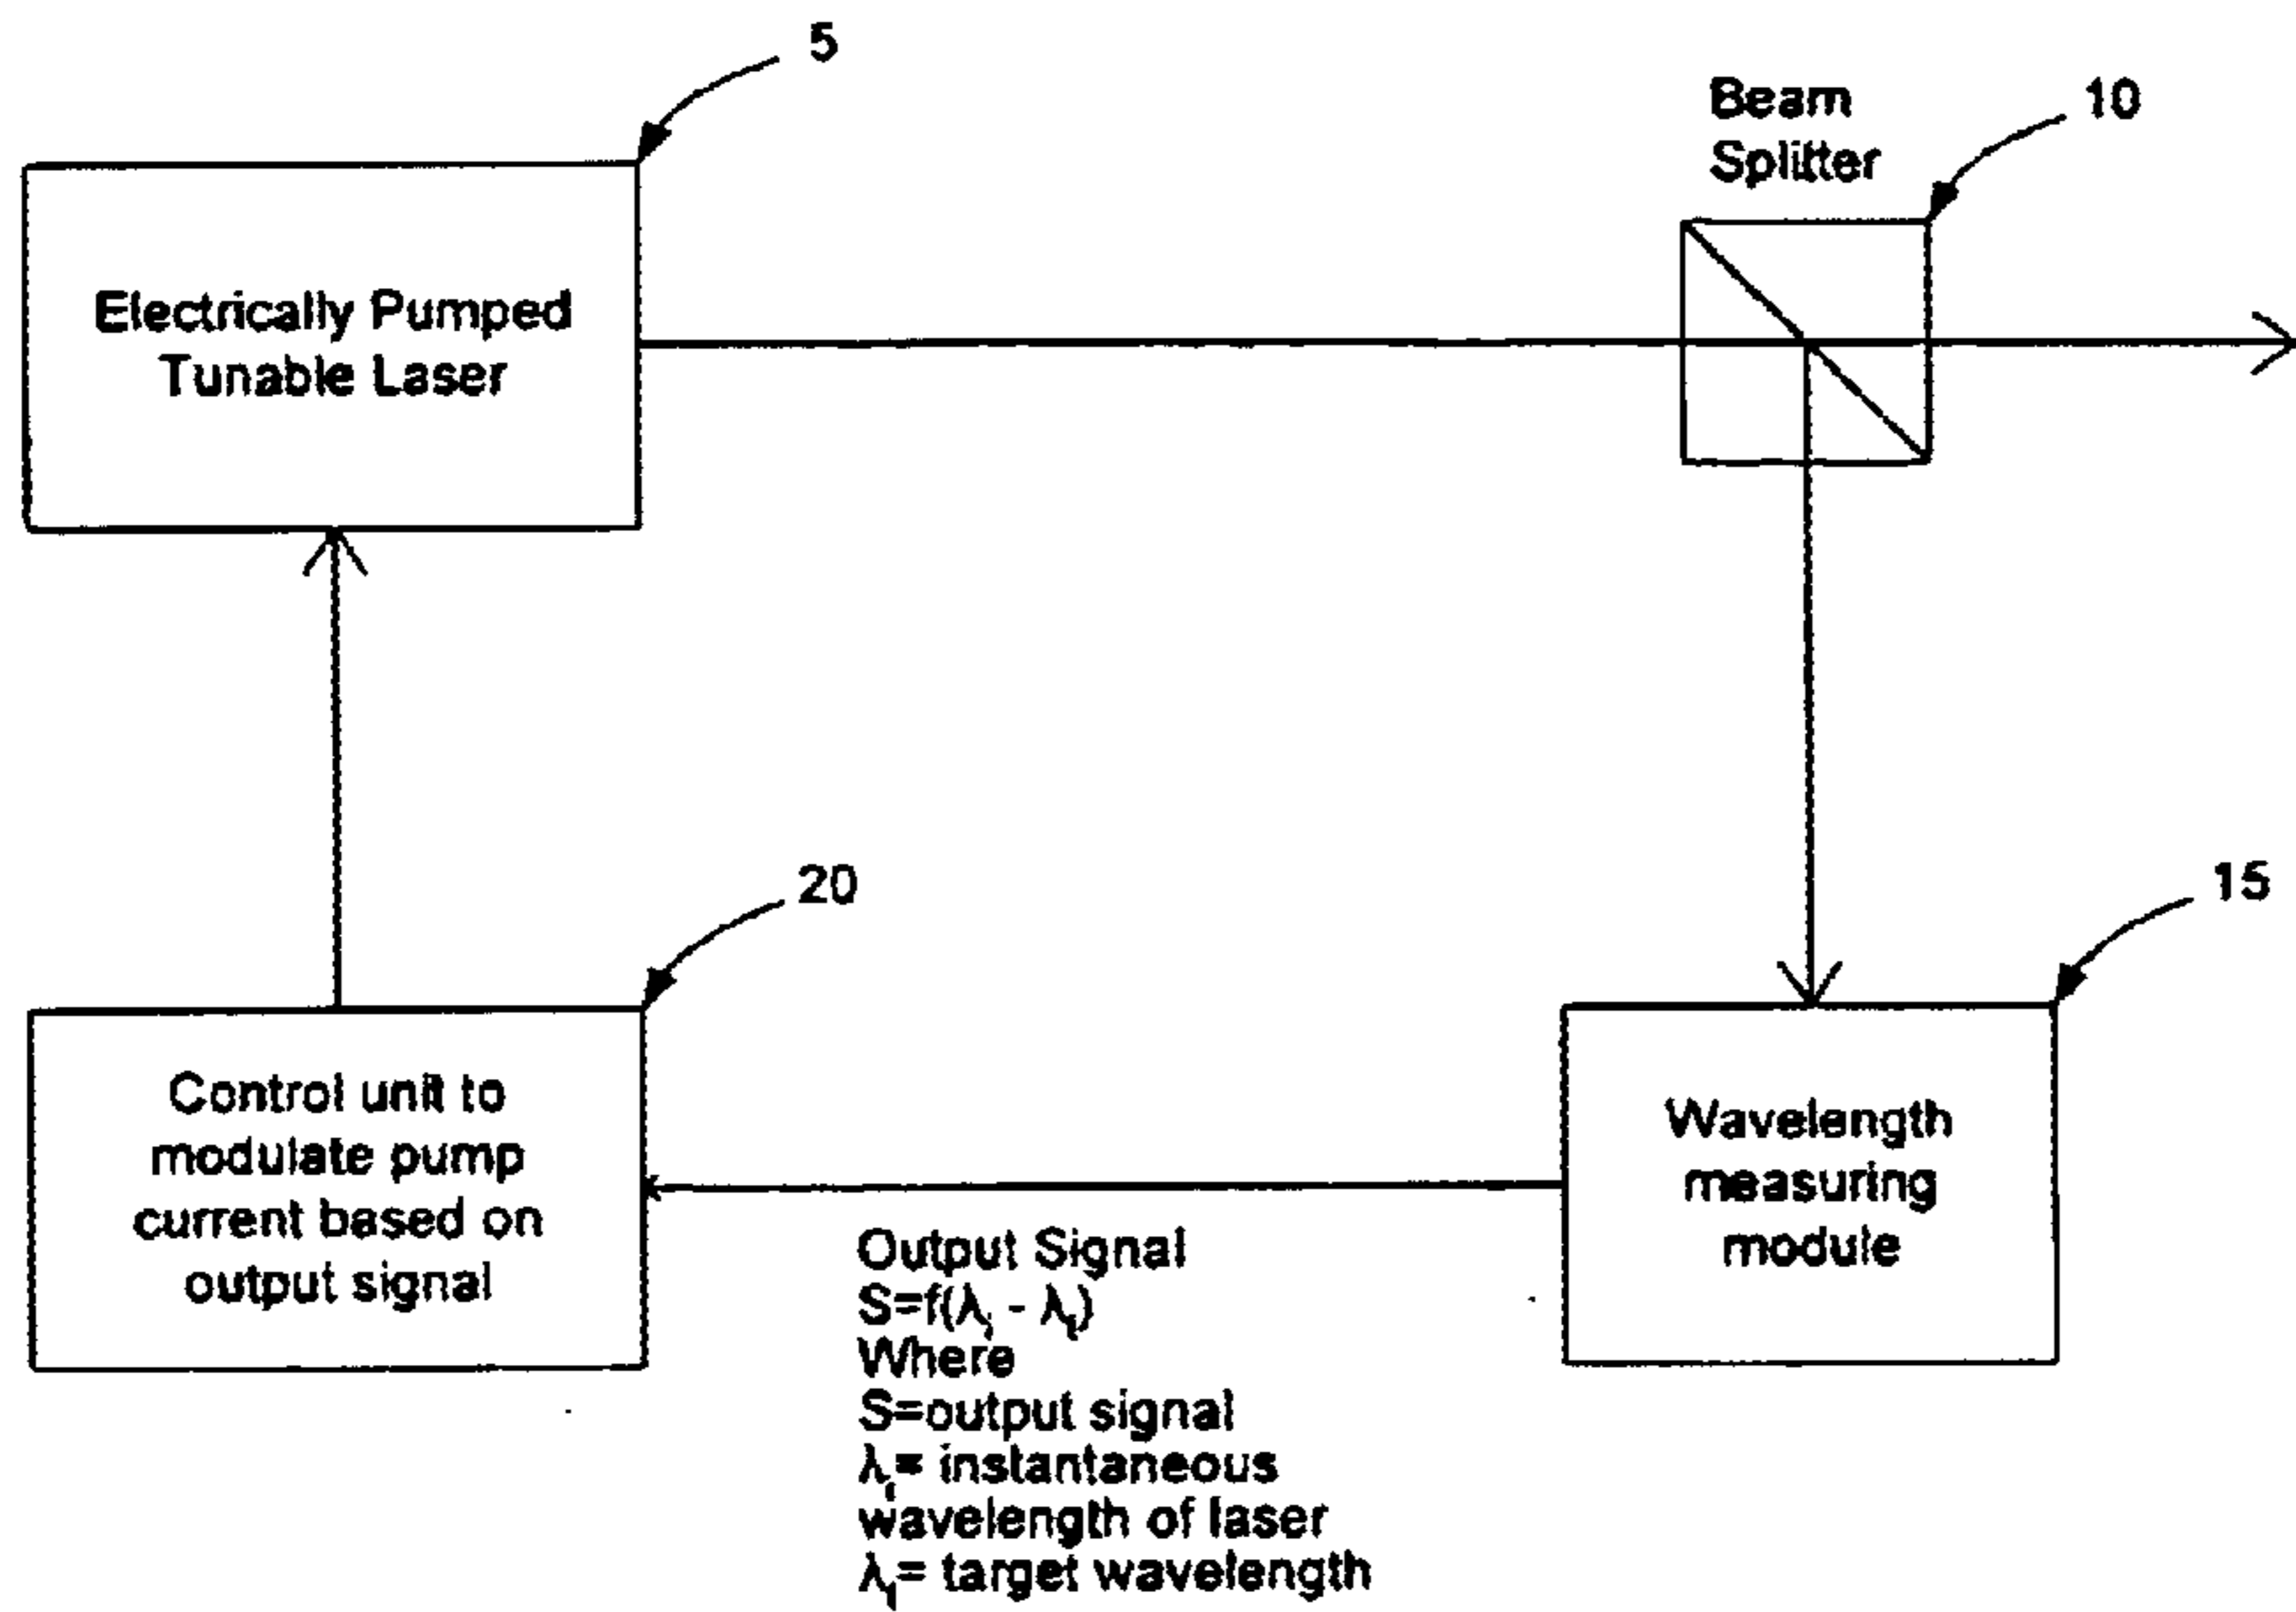 5
Beam
Splitter
10
Electrically Pumped
Tunable Laser
20
15
Control unit to
modulate pump
current based on
output signal
Wavelength
measuring
module
Output Signal
S=f(λᵢ - λₜ)
Where
S=output signal
λᵢ= instantaneous
wavelength of laser
λₜ= target wavelength